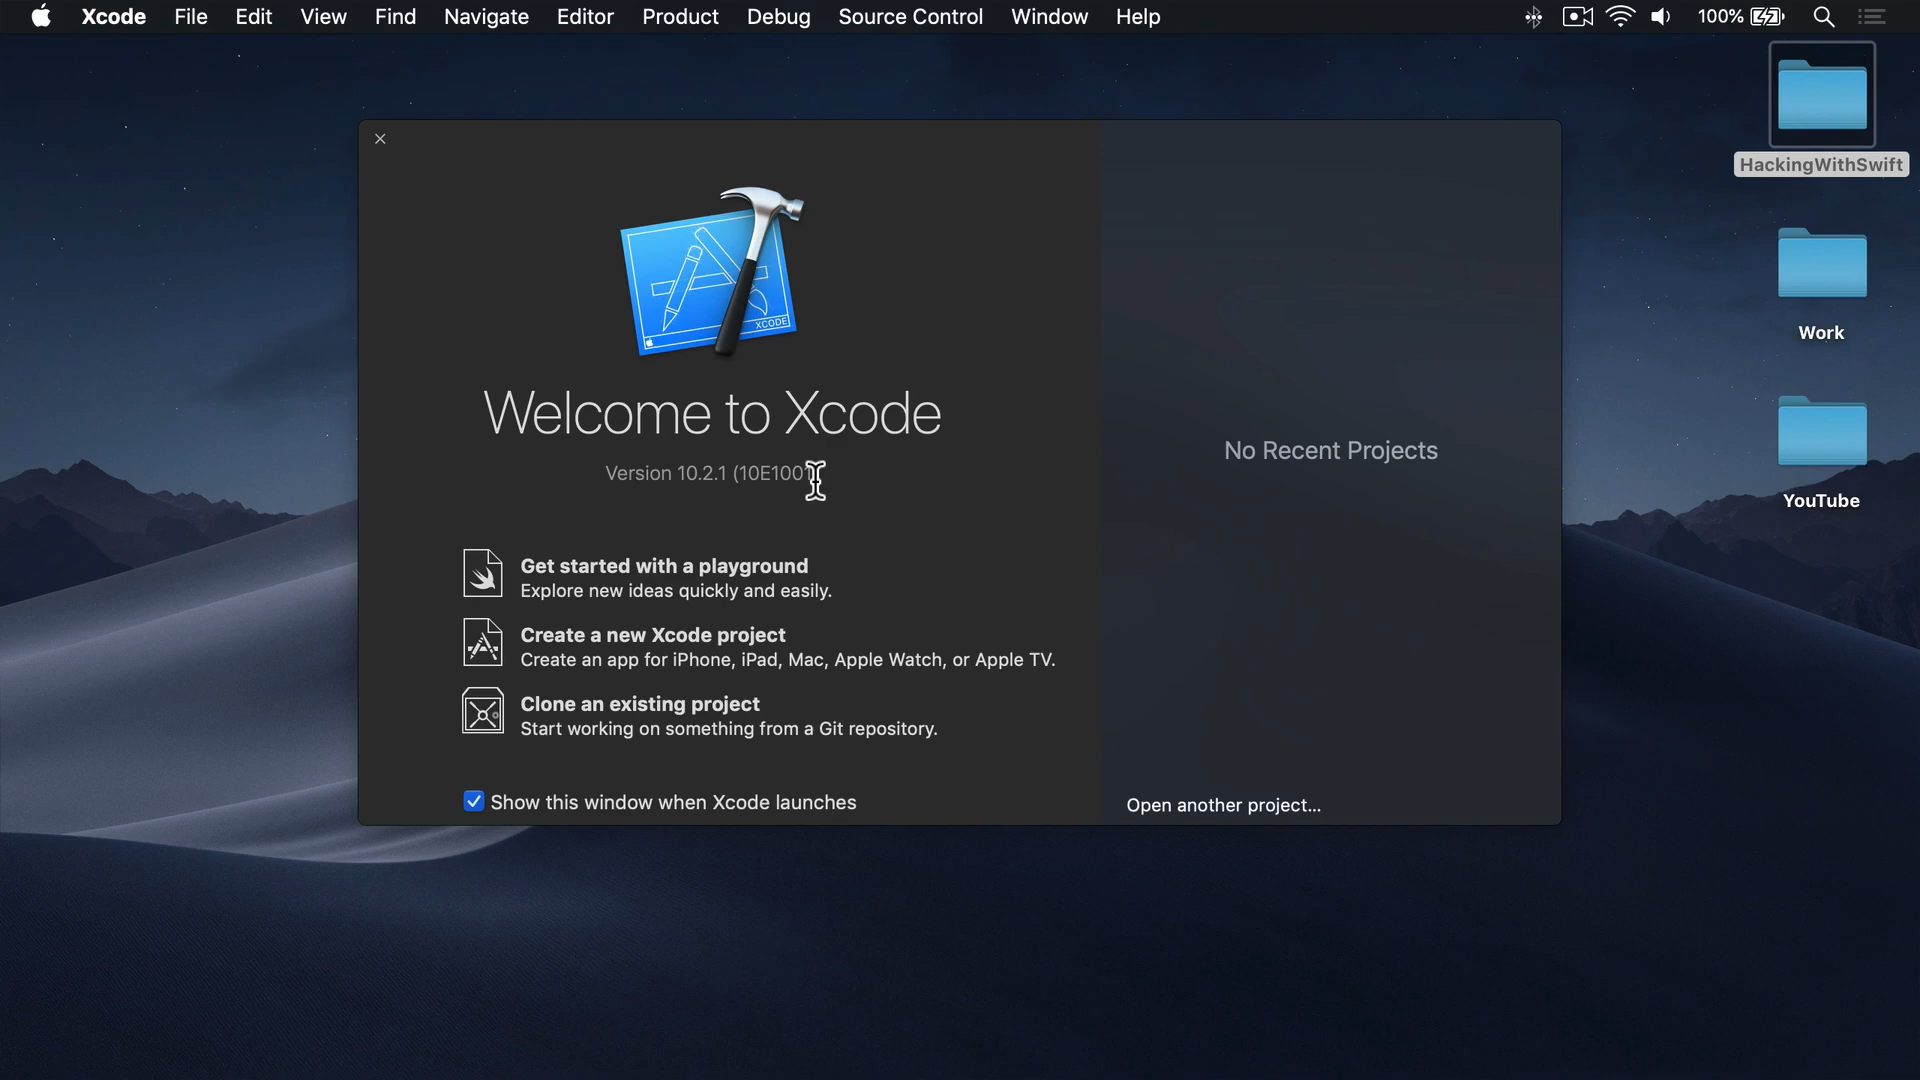 Xcode File Edit View Find Navigate Editor Product Debug Source Control Window Help 100%
HackingWithSwift
XCODE
Work
Welcome to Xcode
No Recent Projects
Version 10.2.1 (10E1001
YouTube
Get started with a playground
Explore new ideas quickly and easily.
Create a new Xcode project
Create an app for iPhone, iPad, Mac, Apple Watch, or Apple TV.
Clone an existing project
Start working on something from a Git repository.
Show this window when Xcode launches
Open another project...